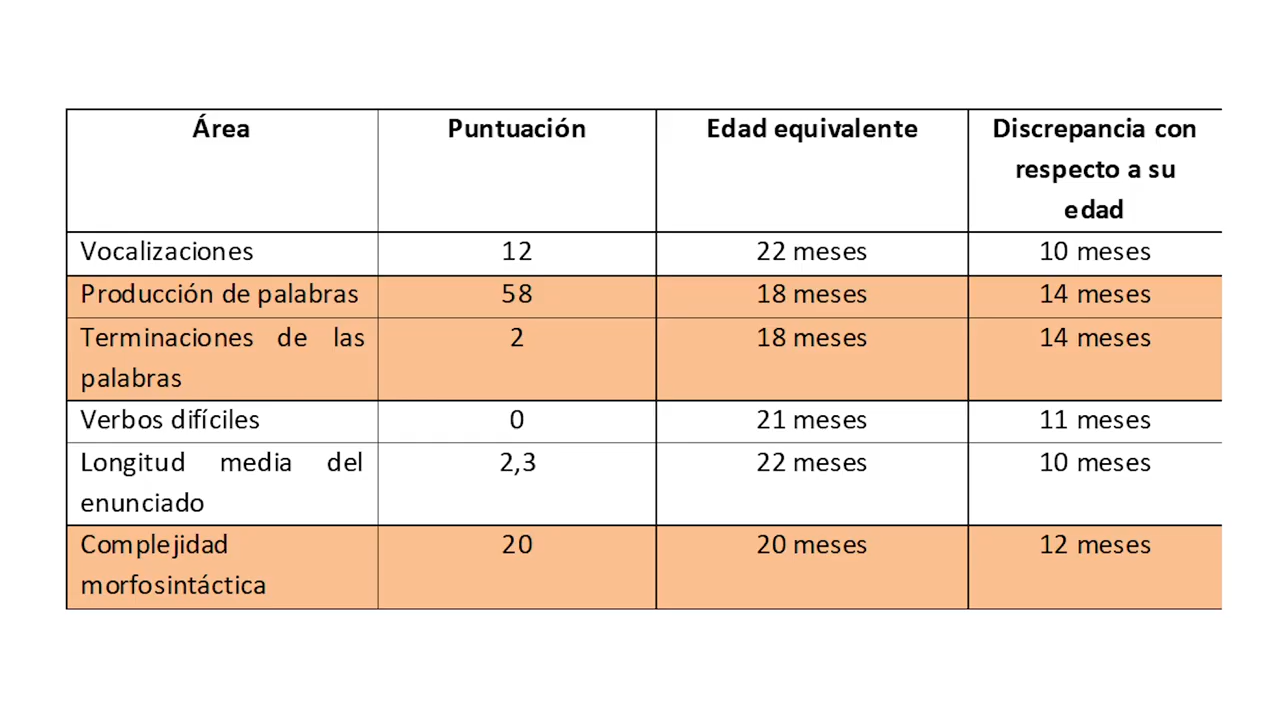 Área Puntuación Edad equivalente Discrepancia con
respecto a su
edad
Vocalizaciones 12 22 meses 10 meses
Producción de palabras 58 18 meses 14 meses
Terminaciones de las 2 18 meses 14 meses
palabras
Verbos difíciles 0 21 meses 11 meses
Longitud media del 2,3 22 meses 10 meses
enunciado
Complejidad 20 20 meses 12 meses
morfosintáctica